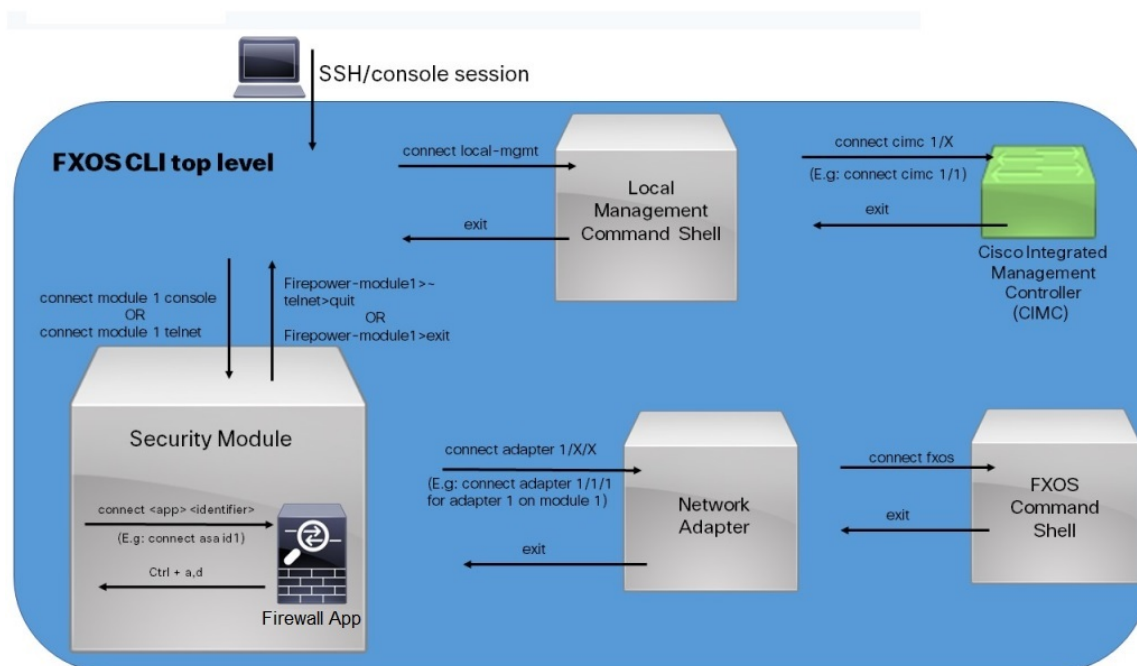 SSH/console session
FXOS CLI top level
connect local-mgmt
exit
Local
Management
Command Shell
connect cimc 1/X
(E.g: connect cimc 1/1)
exit
Cisco Integrated
Management
Controller
(CIMC)
connect module 1 console
OR
connect module 1 telnet
Firepower-module1>~
telnet>quit
OR
Firepower-module1>exit
Security Module
connect <app> <identifier>
(E.g: connect asa id1)
Ctrl + a,d
Firewall App
connect adapter 1/X/X
(E.g: connect adapter 1/1/1
for adapter 1 on module 1)
exit
Network
Adapter
connect fxos
exit
FXOS
Command
Shell